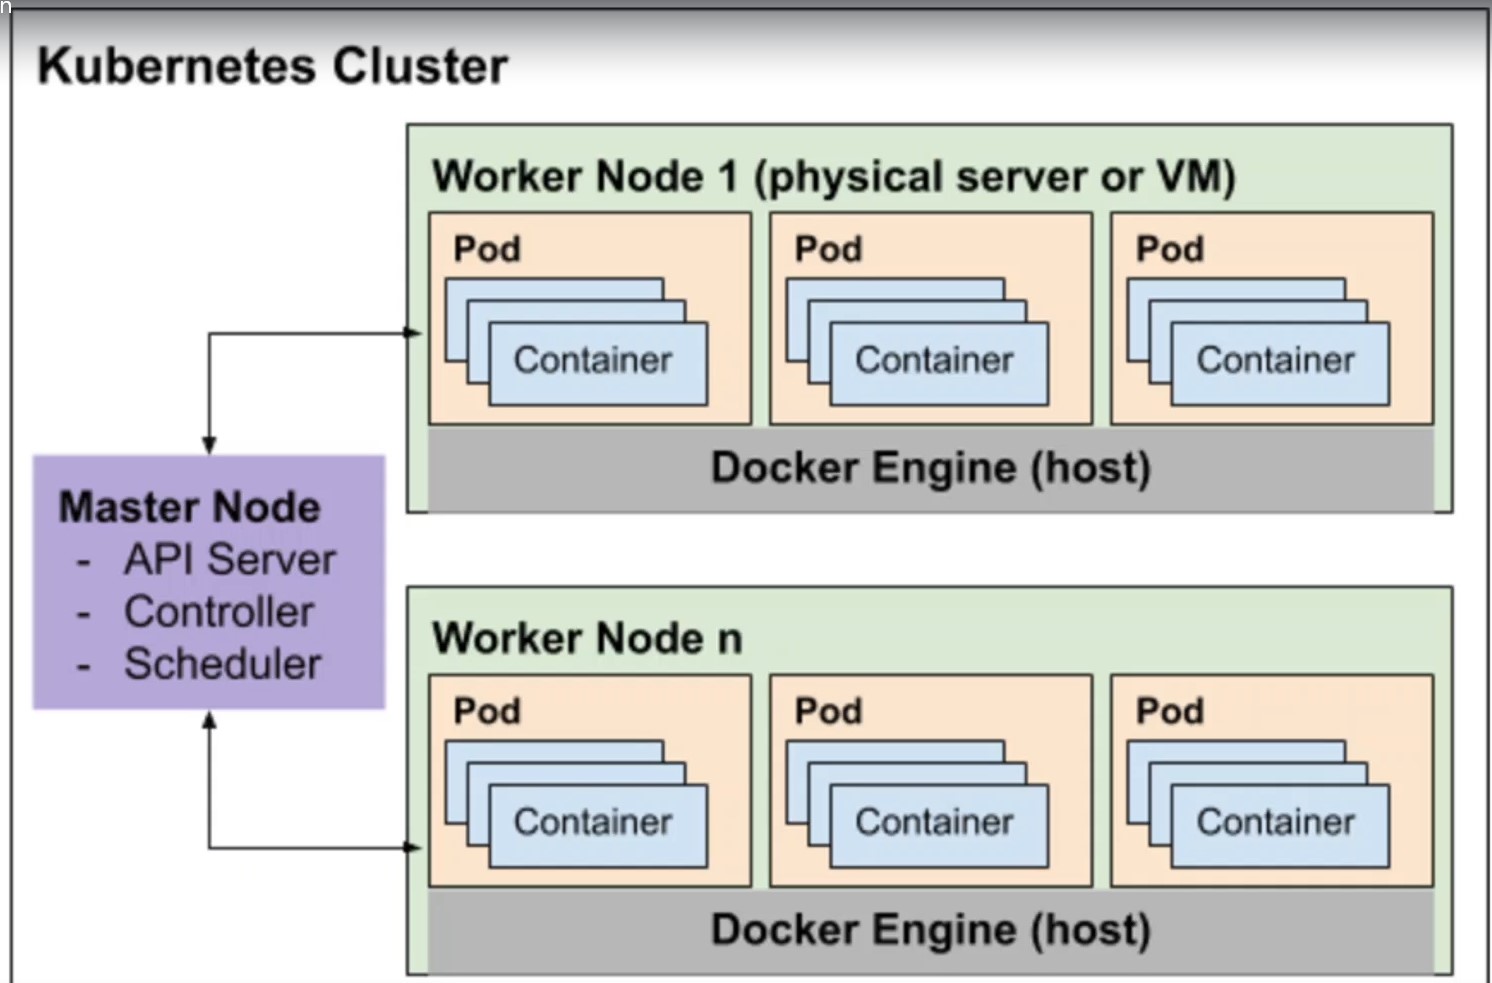 n
Kubernetes Cluster
Worker Node 1 (physical server or VM)
Pod
Container
Pod
Container
Pod
Container
Docker Engine (host)
Master Node
- API Server
- Controller
- Scheduler
Worker Node n
Pod
Container
Pod
Container
Pod
Container
Docker Engine (host)